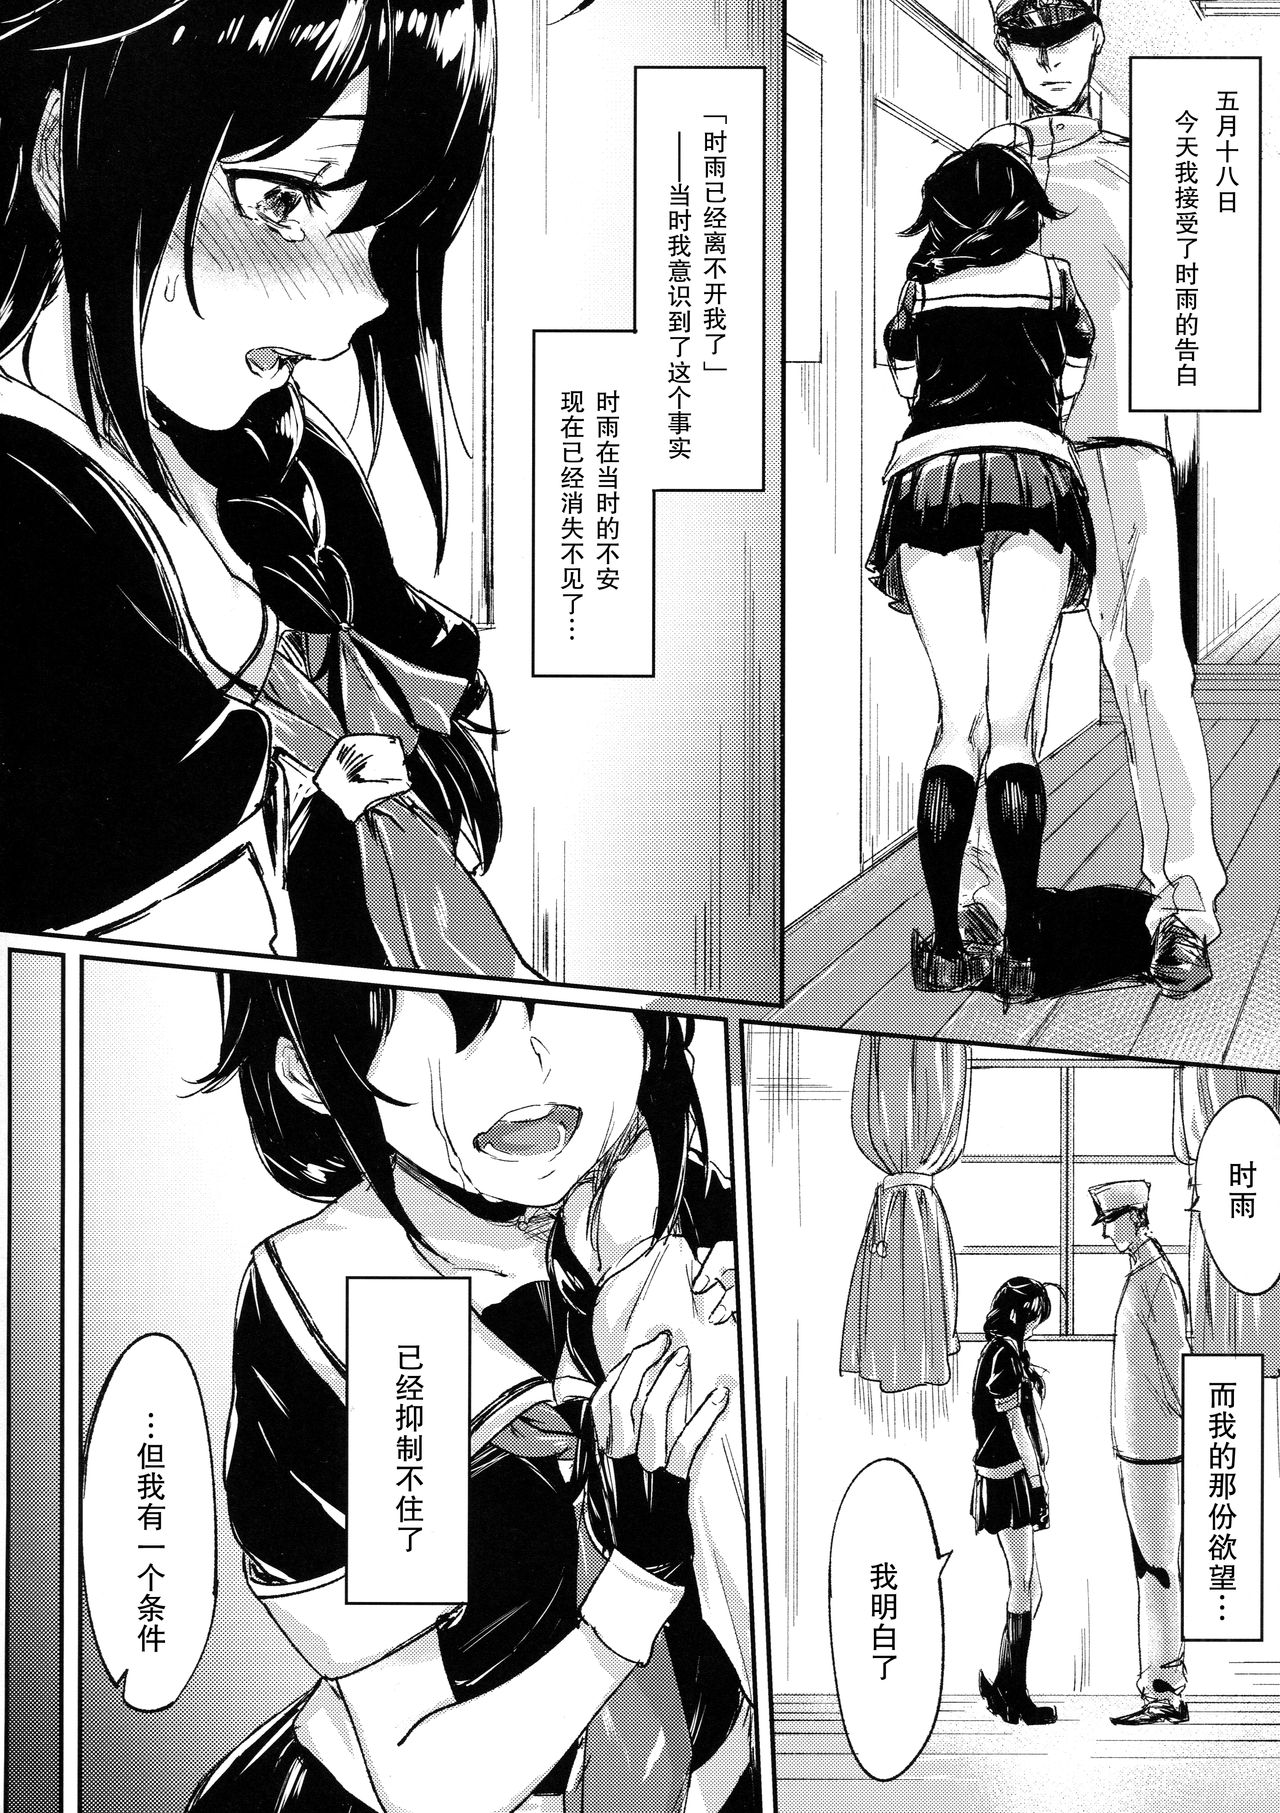 五月十八日
今天我接受了时雨的告白
「时雨已经离不开我了」
——当时我意识到了这个事实
时雨在当时的不安
现在已经消失不见了…
时雨
而我的那份欲望…
我明白了
已经抑制不住了
…但我有一个条件